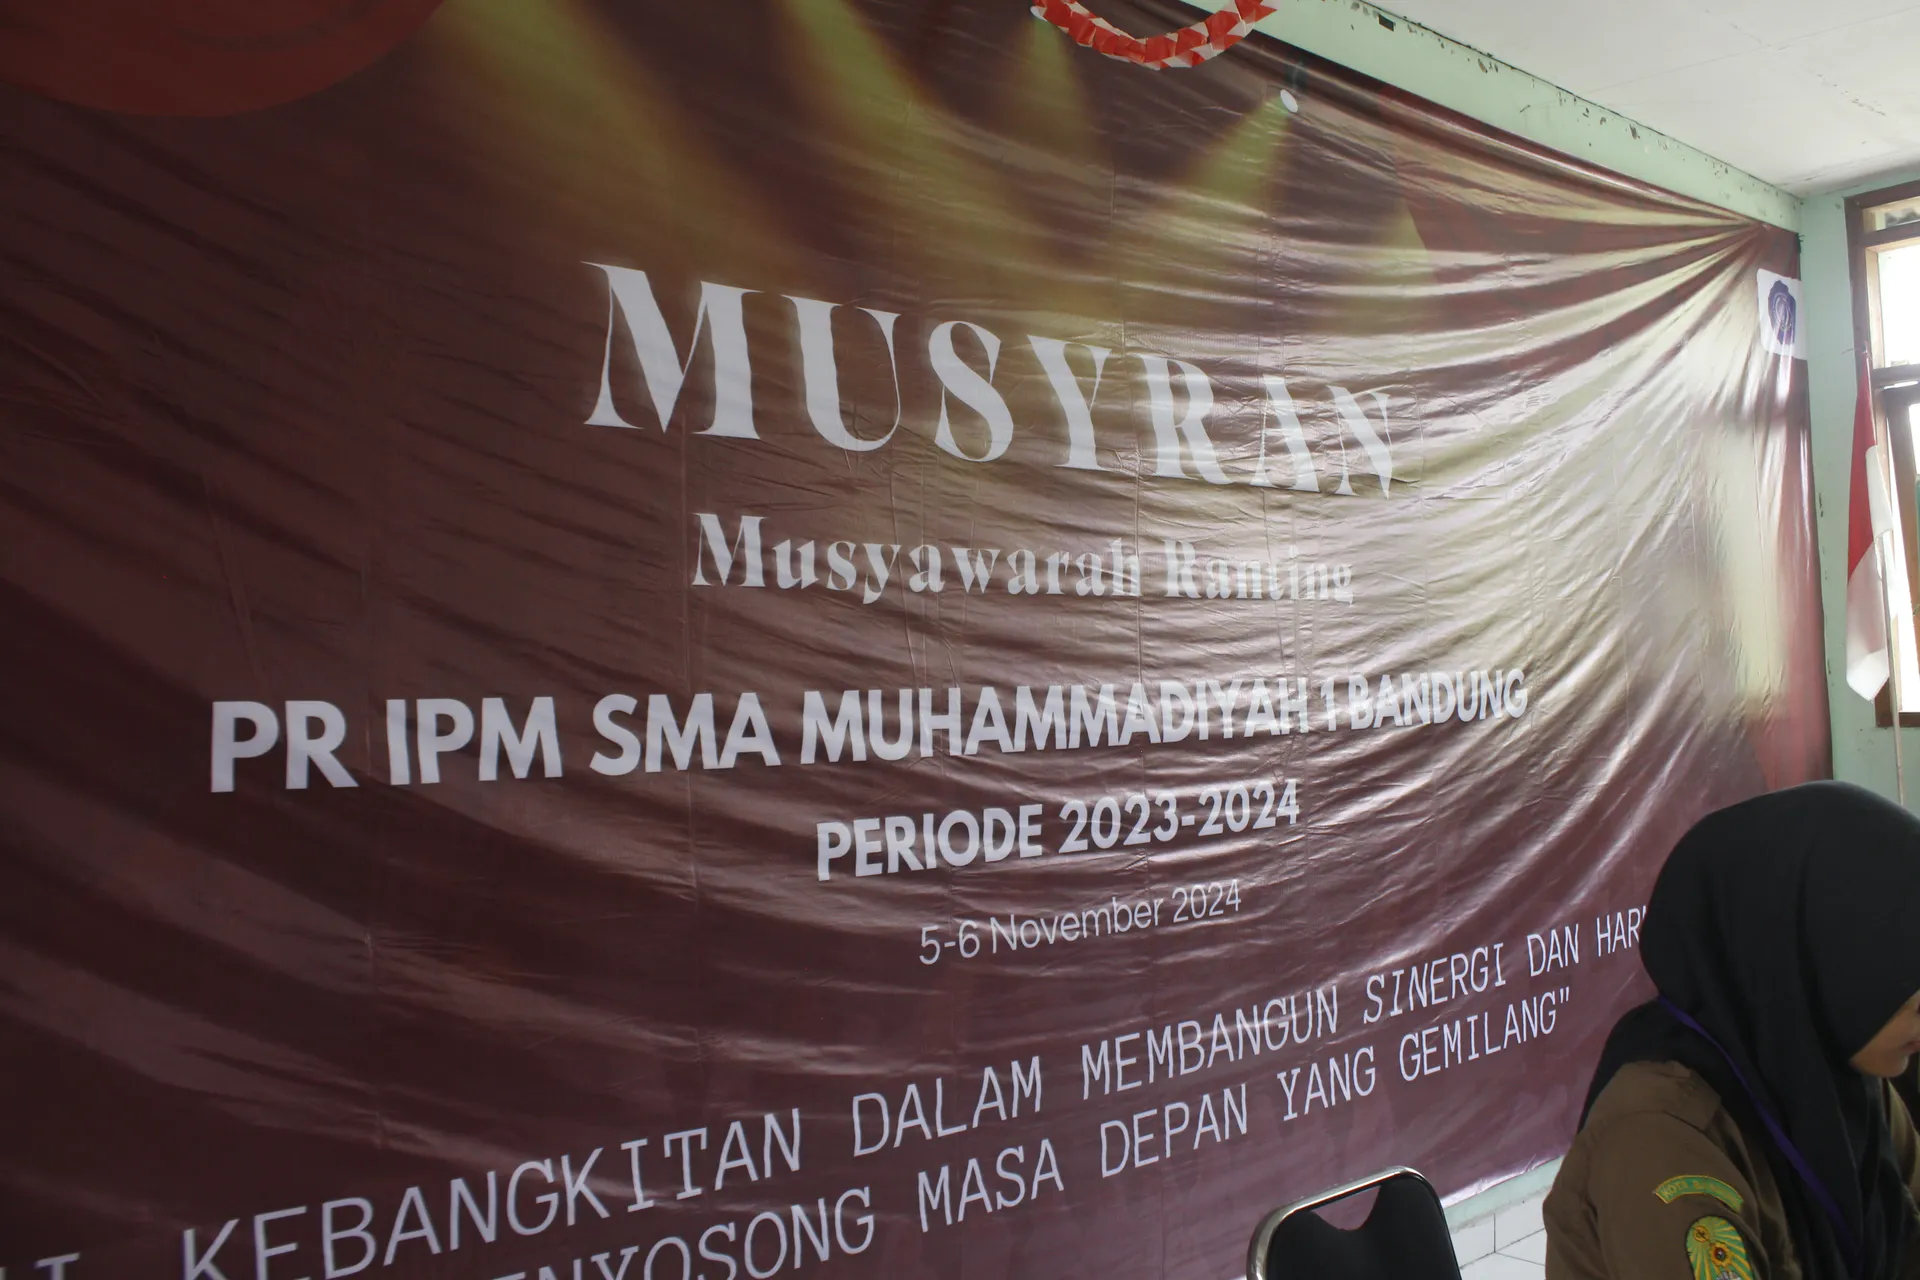 MUSYRAN
Musyawarah Ranting
PR IPM SMA MUHAMMADIYAH 1 BANDUNG
PERIODE 2023-2024
5-6 November 2024
KEBANGKITAN DALAM MEMBANGUN SINERGI DAN
MASA DEPAN YANG GEMILANG"
KOTA